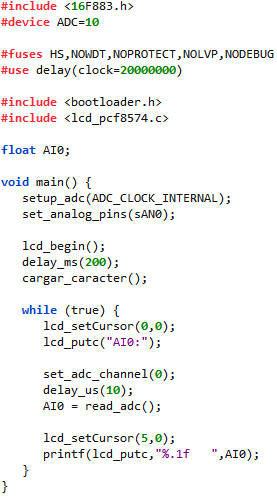 #include <16F883.h>
#device ADC=10
#fuses HS,NOWDT,NOPROTECT,NOLVP,NODEBUG
#use delay(clock=20000000)
#include <bootloader.h>
#include <lcd_pcf8574.c>
float AI0;
void main() {
setup_adc(ADC_CLOCK_INTERNAL);
set_analog_pins(sAN0);
lcd_begin();
delay_ms(200);
cargar_caracter();
while (true) {
lcd_setCursor(0,0);
lcd_putc("AI0:");
set_adc_channel(0);
delay_us(10);
AI0 = read_adc();
lcd_setCursor(5,0);
printf(lcd_putc,"%.1f   ",AI0);
}
}